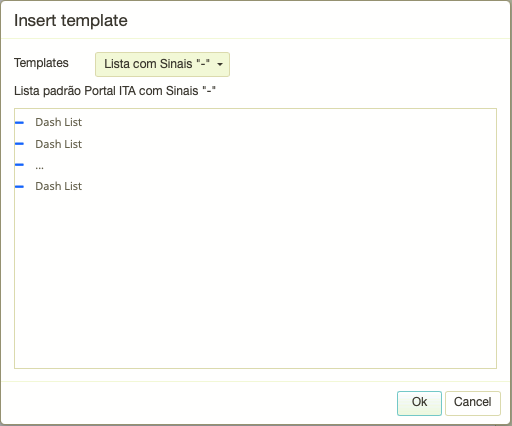 Insert template
Templates
Lista com Sinais "-"
Lista padrão Portal ITA com Sinais "-"
Dash List
Dash List
...
Dash List
Ok
Cancel